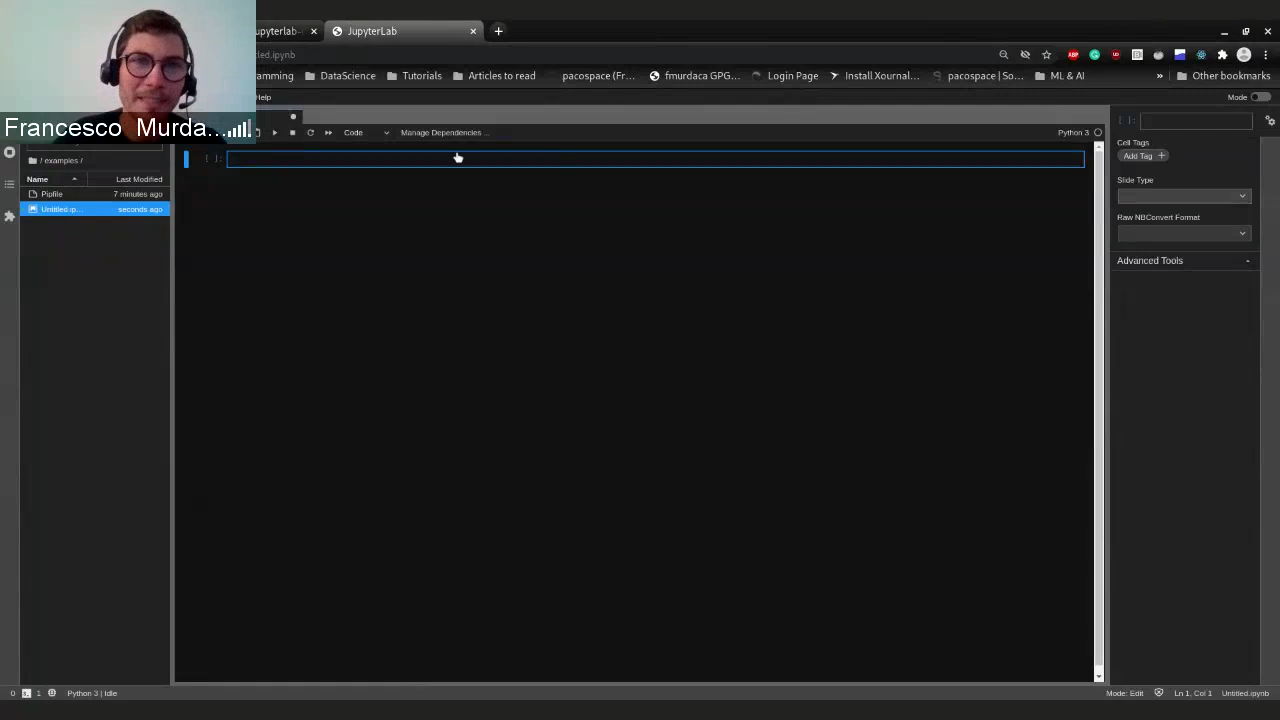 upyterlab-
JupyterLab
tled.ipynb
amming DataScience Tutorials Articles to read pacospace (Fr... fmurdaca GPG... Login Page Install Xournal... pacospace | So... ML & AI » Other bookmarks
Help Mode
Francesco Murda...
Code Manage Dependencies ... Python 3
[ ]:
[ ]:
/ examples /
Name Last Modified
Pipfile 7 minutes ago
Untitled.ip... seconds ago
Cell Tags
Add Tag +
Slide Type
Raw NBConvert Format
Advanced Tools
0 1 Python 3 | Idle Mode: Edit Ln 1, Col 1 Untitled.ipynb